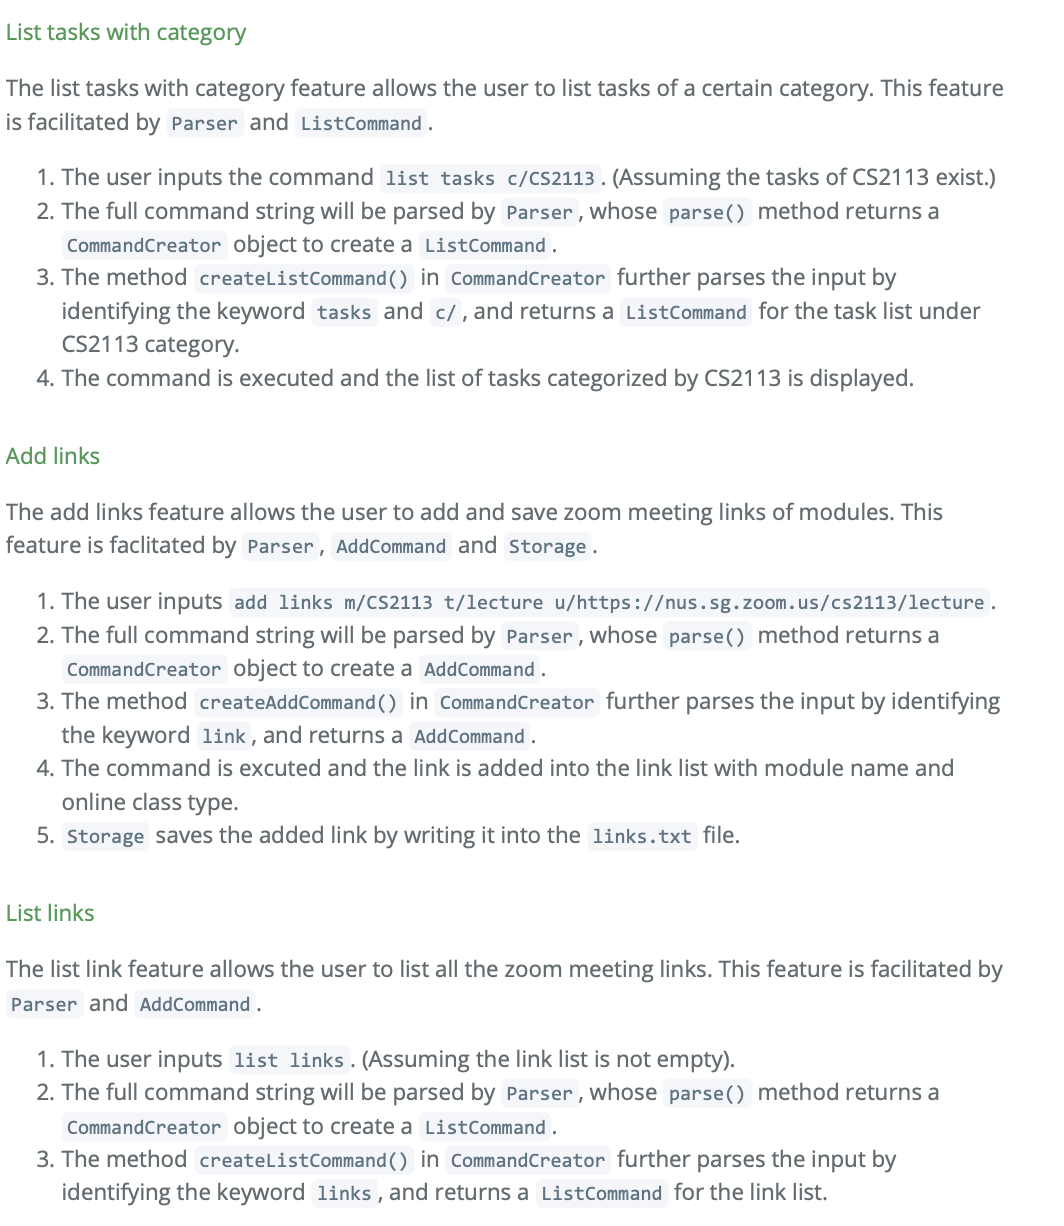 List tasks with category
The list tasks with category feature allows the user to list tasks of a certain category. This feature
is facilitated by Parser and ListCommand.
1. The user inputs the command list tasks c/CS2113. (Assuming the tasks of CS2113 exist.)
2. The full command string will be parsed by Parser, whose parse() method returns a
CommandCreator object to create a ListCommand.
3. The method createListCommand() in CommandCreator further parses the input by
identifying the keyword tasks and c/, and returns a ListCommand for the task list under
CS2113 category.
4. The command is executed and the list of tasks categorized by CS2113 is displayed.
Add links
The add links feature allows the user to add and save zoom meeting links of modules. This
feature is faclitated by Parser, AddCommand and Storage.
1. The user inputs add links m/CS2113 t/lecture u/https://nus.sg.zoom.us/cs2113/lecture.
2. The full command string will be parsed by Parser, whose parse() method returns a
CommandCreator object to create a AddCommand.
3. The method createAddCommand() in CommandCreator further parses the input by identifying
the keyword link, and returns a AddCommand.
4. The command is excuted and the link is added into the link list with module name and
online class type.
5. Storage saves the added link by writing it into the links.txt file.
List links
The list link feature allows the user to list all the zoom meeting links. This feature is facilitated by
Parser and AddCommand.
1. The user inputs list links. (Assuming the link list is not empty).
2. The full command string will be parsed by Parser, whose parse() method returns a
CommandCreator object to create a ListCommand.
3. The method createListCommand() in CommandCreator further parses the input by
identifying the keyword links, and returns a ListCommand for the link list.